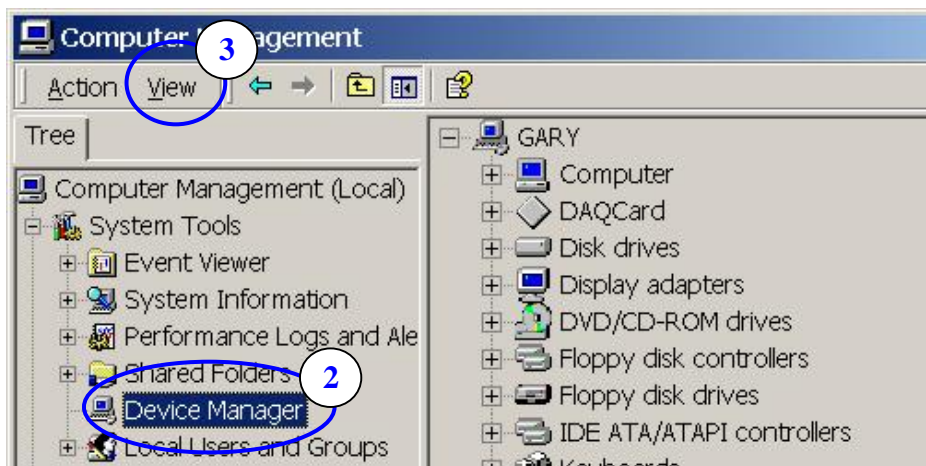 Computer Management
3
Action View
Tree
Computer Management (Local)
System Tools
Event Viewer
System Information
Performance Logs and Ale
Shared Folders
2
Device Manager
Local Users and Groups
GARY
Computer
DAQCard
Disk drives
Display adapters
DVD/CD-ROM drives
Floppy disk controllers
Floppy disk drives
IDE ATA/ATAPI controllers
Keyboards